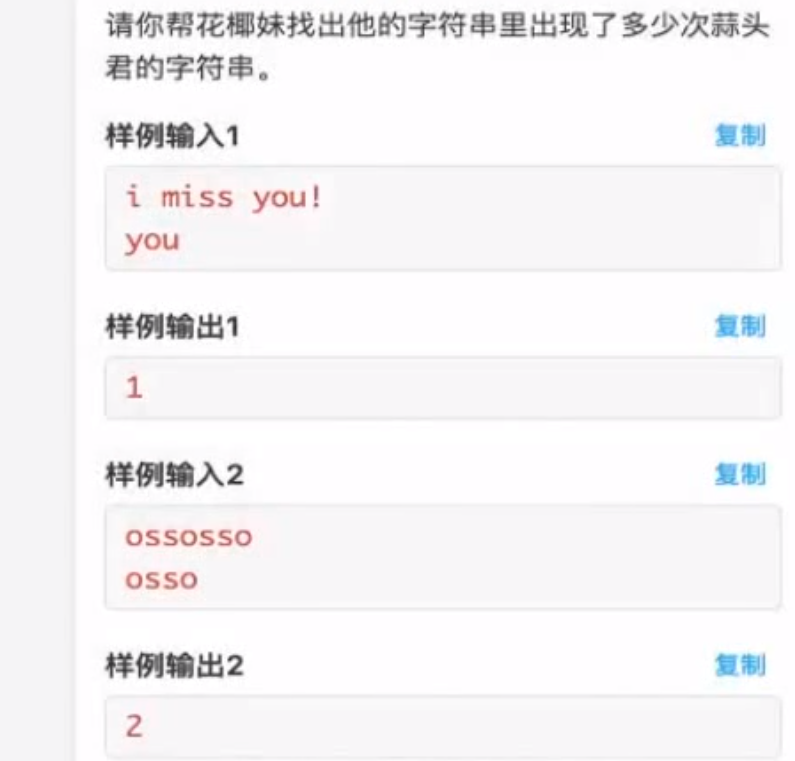 请你帮花椰妹找出他的字符串里出现了多少次蒜头
君的字符串。
样例输入1 复制
i miss you!
you
样例输出1 复制
1
样例输入2 复制
ossosso
osso
样例输出2 复制
2